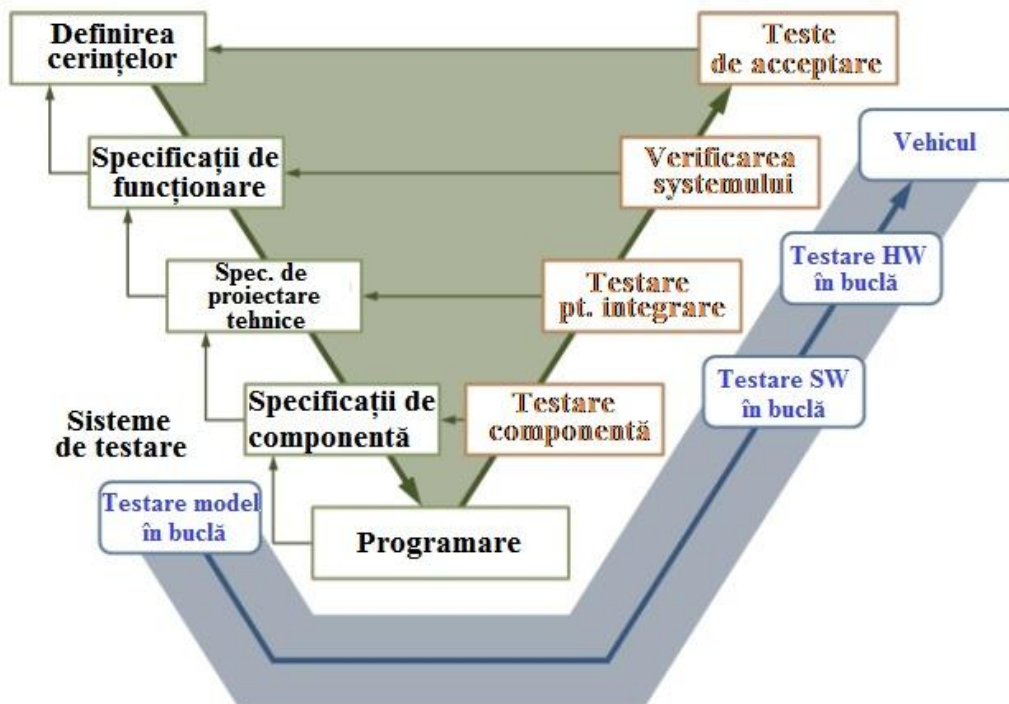 Definirea
cerințelor
Teste
de acceptare
Specificații de
funcționare
Verificarea
systemului
Vehicul
Spec. de
proiectare
tehnice
Testare
pt. integrare
Testare HW
în buclă
Specificații de
componentă
Testare
componentă
Testare SW
în buclă
Sisteme
de testare
Testare model
în buclă
Programare